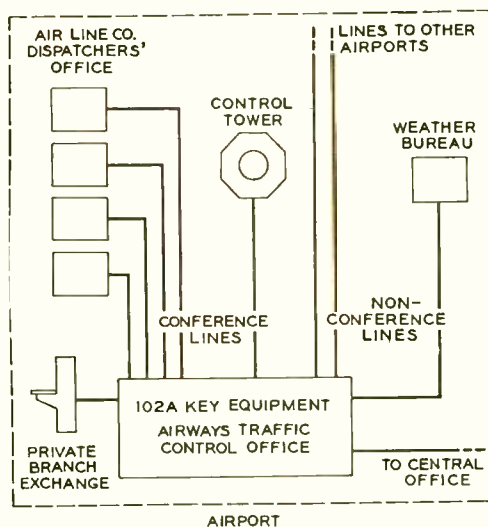 AIR LINE CO.
DISPATCHERS'
OFFICE
LINES TO OTHER
AIRPORTS
CONTROL
TOWER
WEATHER
BUREAU
CONFERENCE
LINES
NON-
CONFERENCE
LINES
102A KEY EQUIPMENT
AIRWAYS TRAFFIC
CONTROL OFFICE
PRIVATE
BRANCH
EXCHANGE
TO CENTRAL
OFFICE
AIRPORT